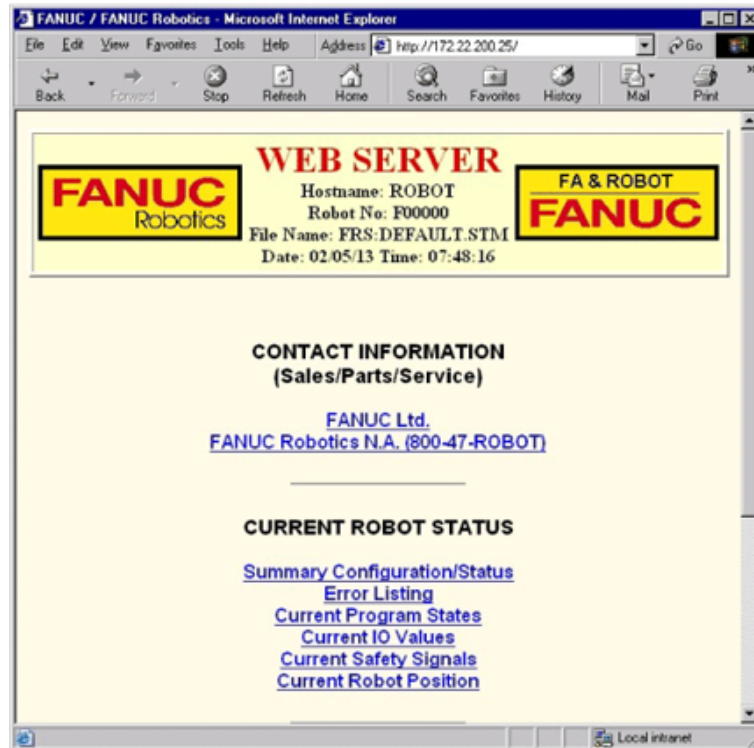 FANUC / FANUC Robotics - Microsoft Internet Explorer
File Edit View Favorites Tools Help Address http://172.22.200.25/ Go
Back Forward Stop Refresh Home Search Favorites History Mail Print
WEB SERVER
Hostname: ROBOT
Robot No: F00000
File Name: FRS:DEFAULT.STM
Date: 02/05/13 Time: 07:48:16
FANUC
Robotics
FA & ROBOT
FANUC
CONTACT INFORMATION
(Sales/Parts/Service)
FANUC Ltd.
FANUC Robotics N.A. (800-47-ROBOT)
CURRENT ROBOT STATUS
Summary Configuration/Status
Error Listing
Current Program States
Current IO Values
Current Safety Signals
Current Robot Position
Local intranet